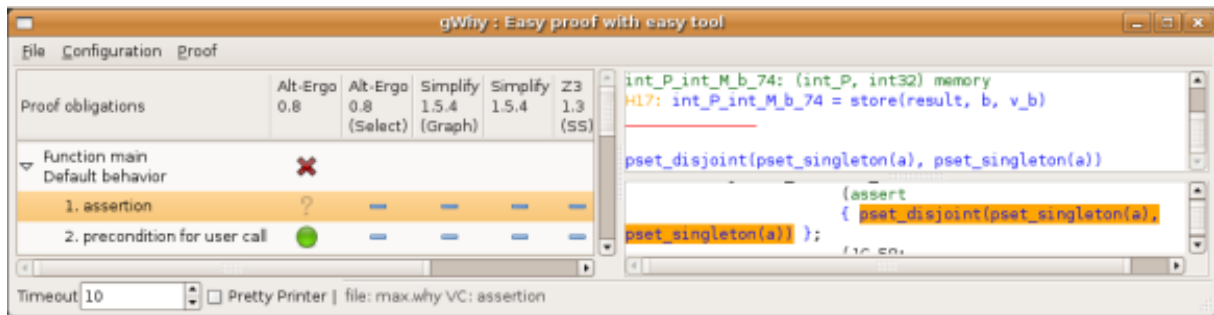 gWhy : Easy proof with easy tool
File Configuration Proof
Proof obligations
Alt-Ergo
0.8
Alt-Ergo
0.8
(Select)
Simplify
1.5.4
(Graph)
Simplify
1.5.4
Z3
1.3
(SS)
Function main
Default behavior
1. assertion
?
2. precondition for user call
int_P_int_M_b_74: (int_P, int32) memory
H17: int_P_int_M_b_74 = store(result, b, v_b)
pset_disjoint(pset_singleton(a), pset_singleton(a))
(assert
{ pset_disjoint(pset_singleton(a),
pset_singleton(a)) };
Timeout 10 Pretty Printer | file: max.why VC: assertion